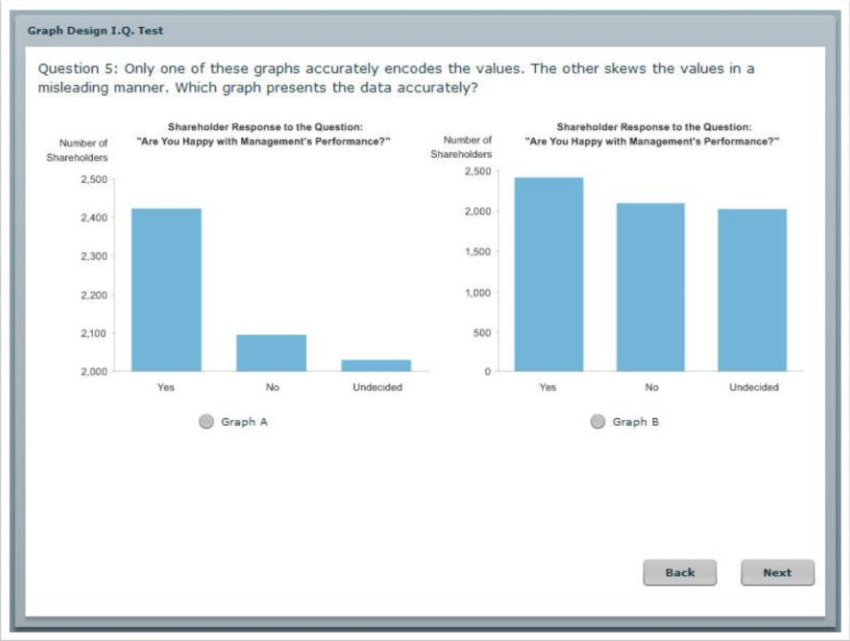 Graph Design I.Q. Test
Question 5: Only one of these graphs accurately encodes the values. The other skews the values in a
misleading manner. Which graph presents the data accurately?
Shareholder Response to the Question:
"Are You Happy with Management's Performance?"
Number of
Shareholders
2,500
2,400
2,300
2,200
2,100
2,000
Yes
No
Undecided
Graph A
Shareholder Response to the Question:
"Are You Happy with Management's Performance?"
Number of
Shareholders
2,500
2,000
1,500
1,000
500
0
Yes
No
Undecided
Graph B
Back
Next